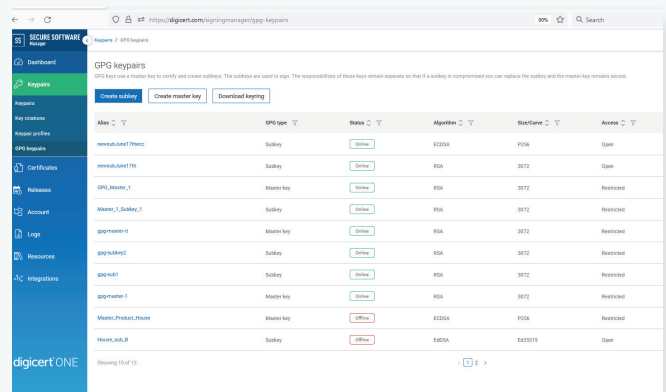 https://digicert.com/signingmanager/gpg-keypairs
80%
Search
SS SECURE SOFTWARE Manager
Keypairs / GPG keypairs
Dashboard
Keypairs
Keypairs
Key rotations
Keypair profiles
GPG keypairs
Certificates
Releases
Account
Logs
Resources
Integrations
digicert ONE
GPG keypairs
GPG keys use a master key to certify and create subkeys. The subkeys are used to sign. The responsibilities of these keys remain separate so that if a subkey is compromised you can replace the subkey and the master key remains secure.
Create subkey Create master key Download keyring
Alias GPG type Status Algorithm Size/Curve Access
newsubJune17thecc Subkey Online ECDSA P256 Open
newsubJune17th Subkey Online RSA 3072 Open
GPG_Master_1 Master key Online RSA 3072 Restricted
Master_1_Subkey_1 Subkey Online RSA 3072 Restricted
gpg-master-rt Master key Online RSA 3072 Restricted
gpg-subkey2 Subkey Online RSA 3072 Restricted
gpg-sub1 Subkey Online RSA 3072 Restricted
gpg-master-1 Master key Online RSA 3072 Restricted
Master_Product_House Master key Offline ECDSA P256 Restricted
House_sub_B Subkey Offline EdDSA Ed25519 Open
Showing 10 of 13
1 2